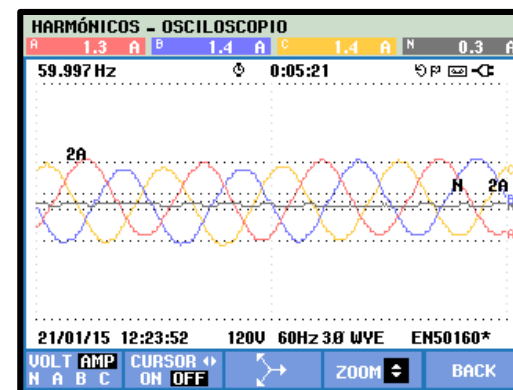 HARMÓNICOS - OSCILOSCOPIO
A 1.3 A B 1.4 A C 1.4 A N 0.3 A
59.997 Hz 0:05:21
2A
N 2A
21/01/15 12:23:52 120V 60Hz 3Ø WYE EN50160*
VOLT AMP CURSOR ZOOM BACK
N A B C ON OFF